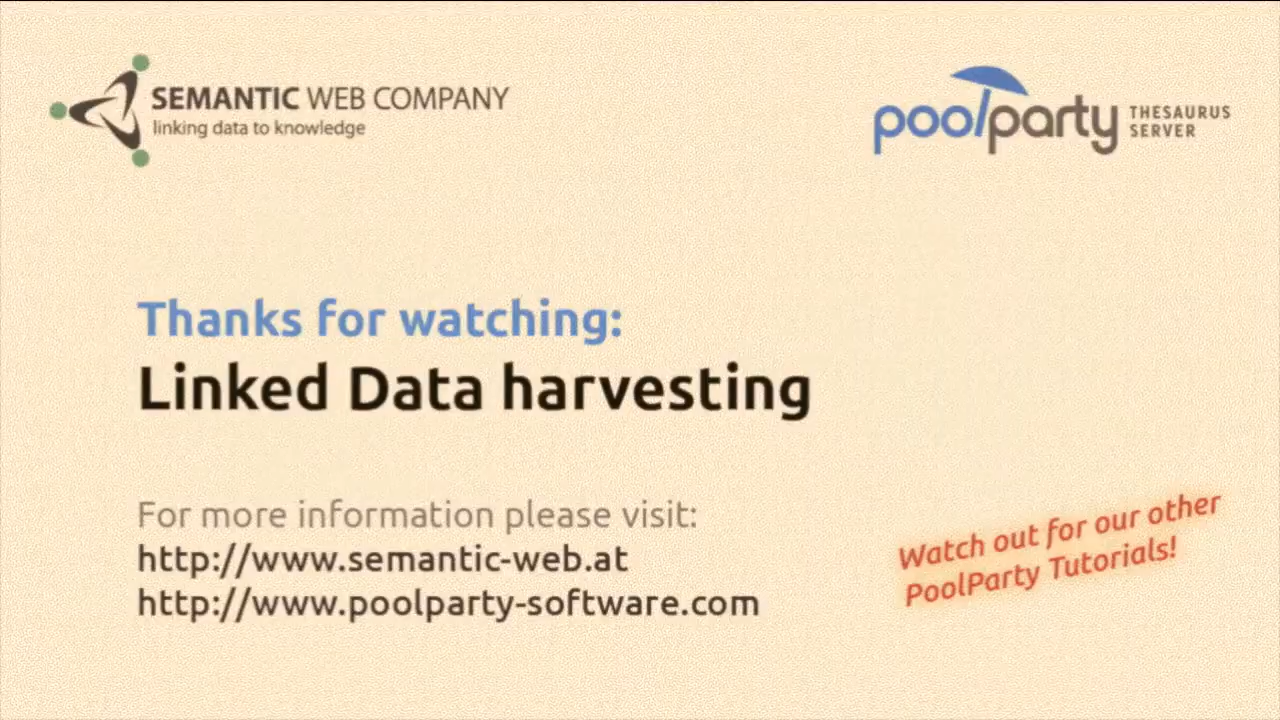 SEMANTIC WEB COMPANY
linking data to knowledge
poolparty THESAURUS
SERVER
Thanks for watching:
Linked Data harvesting
For more information please visit:
http://www.semantic-web.at
http://www.poolparty-software.com
Watch out for our other
PoolParty Tutorials!